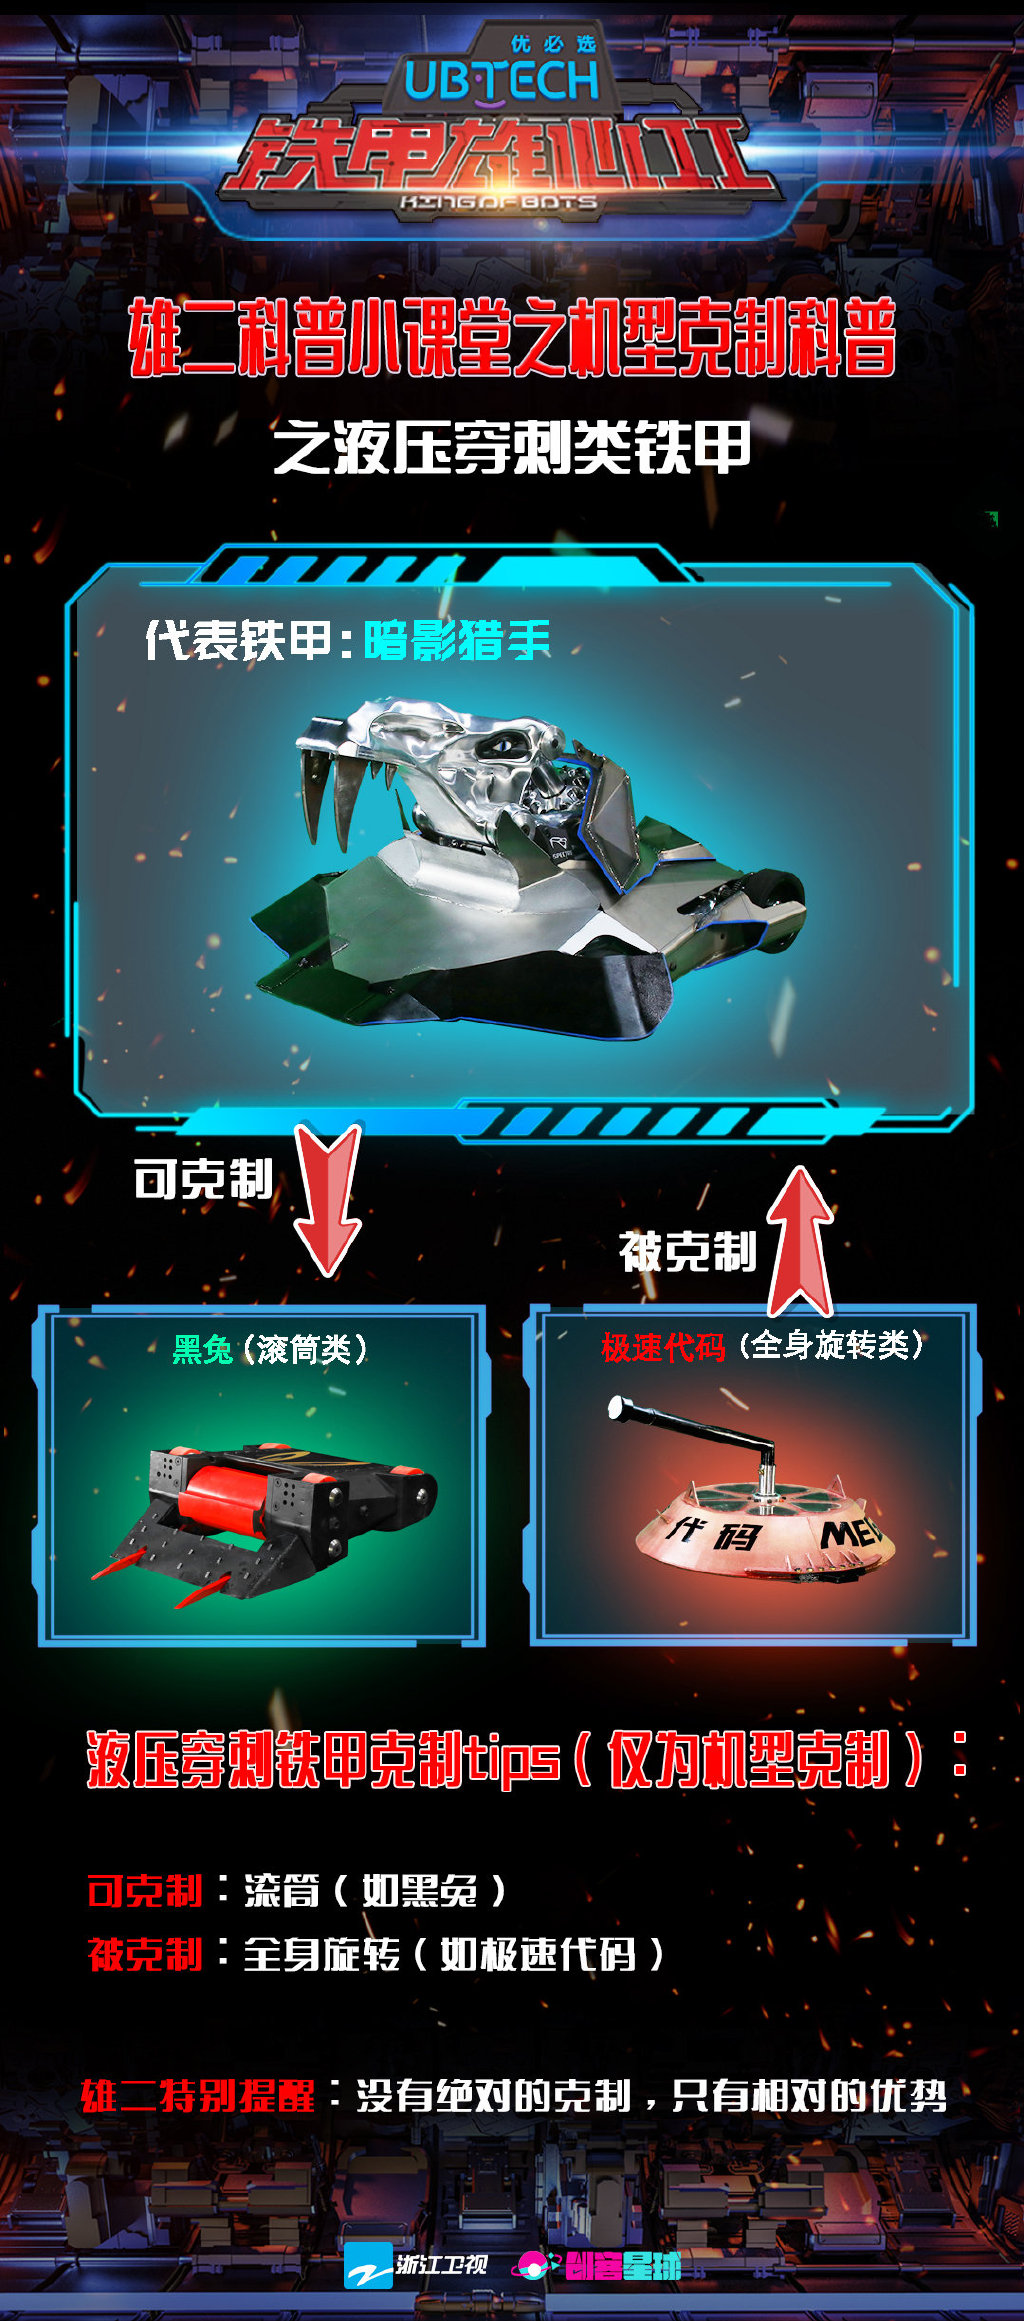 优必选
UBTECH
铁甲雄心II
KING OF BOTS
雄二科普小课堂之机型克制科普
之液压穿刺类铁甲
代表铁甲：暗影猎手
可克制
被克制
黑兔（滚筒类）
极速代码（全身旋转类）
代码
液压穿刺铁甲克制tips（仅为机型克制）：
可克制：滚筒（如黑兔）
被克制：全身旋转（如极速代码）
雄二特别提醒：没有绝对的克制，只有相对的优势
浙江卫视
创客星球